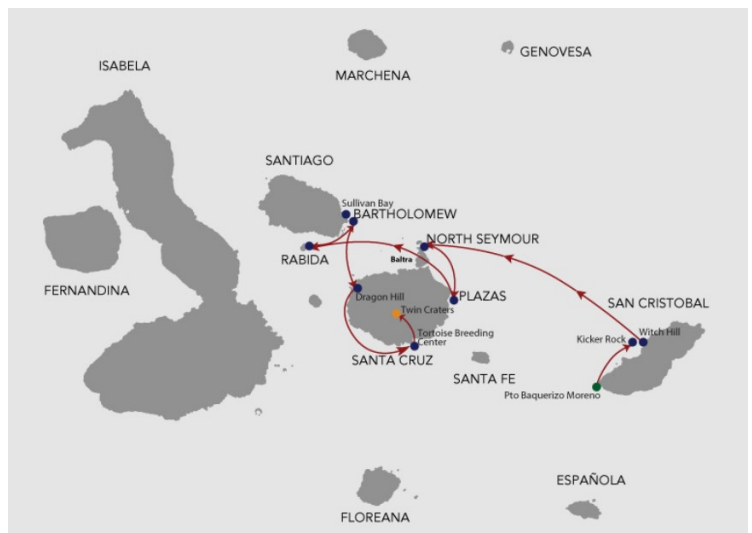 GENOVESA
ISABELA
MARCHENA
SANTIAGO
Sullivan Bay
BARTHOLOMEW
NORTH SEYMOUR
RABIDA
Baltra
FERNANDINA
Dragon Hill
PLAZAS
SAN CRISTOBAL
Twin Craters
Tortoise Breeding
Center
Kicker Rock
Witch Hill
SANTA CRUZ
SANTA FE
Pto Baquerizo Moreno
ESPAÑOLA
FLOREANA